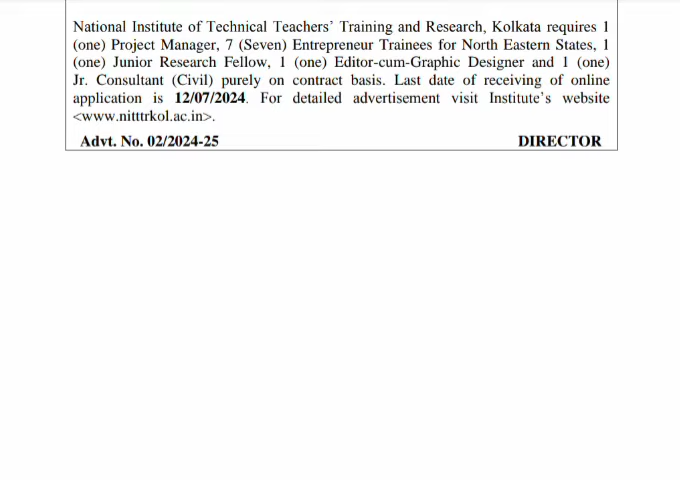 National Institute of Technical Teachers' Training and Research, Kolkata requires 1
(one) Project Manager, 7 (Seven) Entrepreneur Trainees for North Eastern States, 1
(one) Junior Research Fellow, 1 (one) Editor-cum-Graphic Designer and 1 (one)
Jr. Consultant (Civil) purely on contract basis. Last date of receiving of online
application is 12/07/2024. For detailed advertisement visit Institute's website
<www.nitttrkol.ac.in>.
Advt. No. 02/2024-25 DIRECTOR